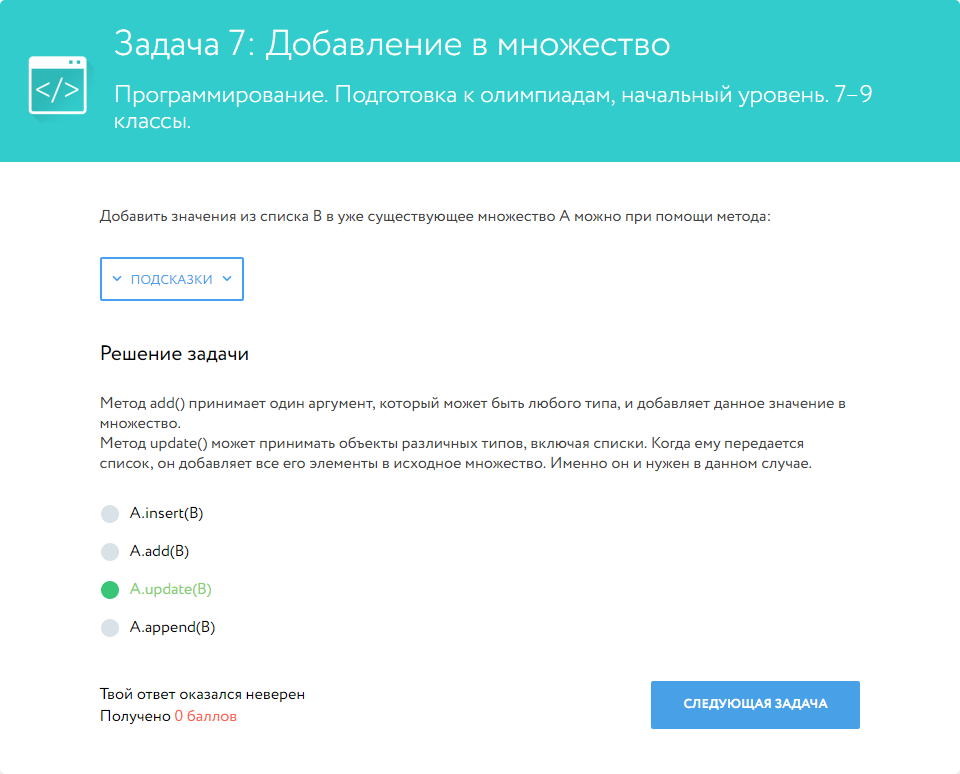 Задача 7: Добавление в множество
</>
Программирование. Подготовка к олимпиадам, начальный уровень. 7–9
классы.
Добавить значения из списка B в уже существующее множество A можно при помощи метода:
ПОДСКАЗКИ
Решение задачи
Метод add() принимает один аргумент, который может быть любого типа, и добавляет данное значение в
множество.
Метод update() может принимать объекты различных типов, включая списки. Когда ему передается
список, он добавляет все его элементы в исходное множество. Именно он и нужен в данном случае.
A.insert(B)
A.add(B)
A.update(B)
A.append(B)
Твой ответ оказался неверен
Получено 0 баллов
СЛЕДУЮЩАЯ ЗАДАЧА